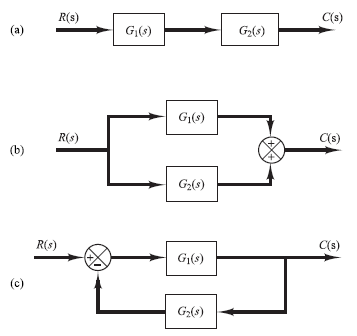 (a) R(s) G₁(s) G₂(s) C(s)
(b) R(s) G₁(s) G₂(s) + + C(s)
(c) R(s) + − G₁(s) G₂(s) C(s)